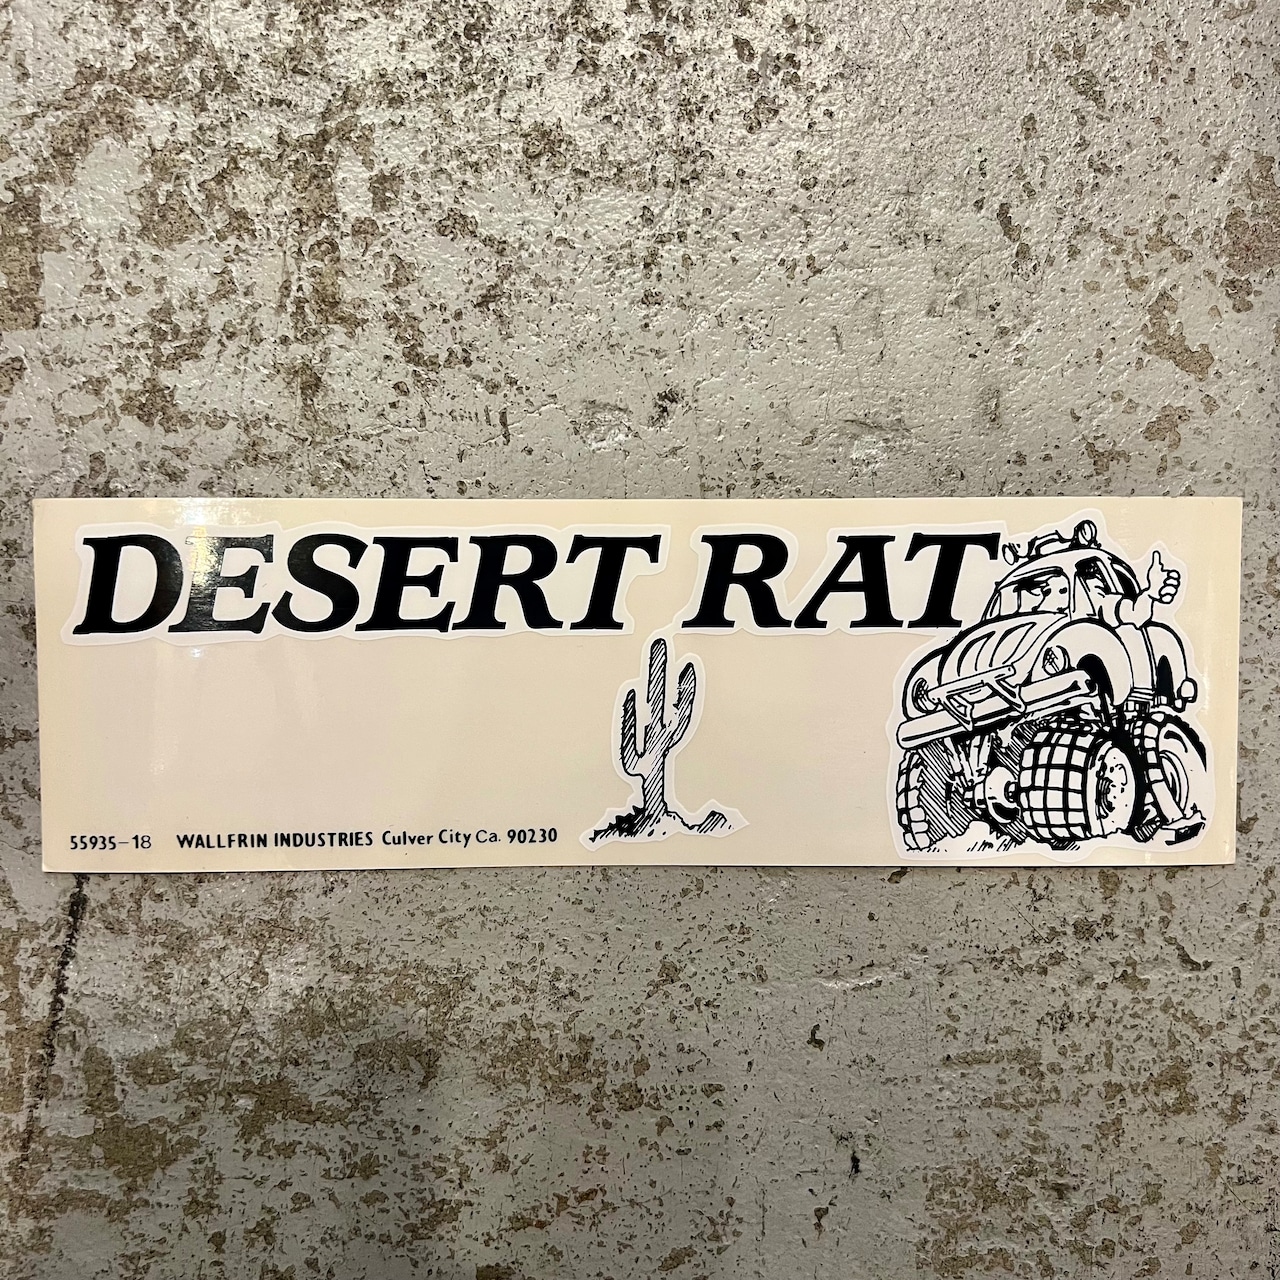 DESERT RAT
55935-18 WALLFRIN INDUSTRIES Culver City Ca. 90230